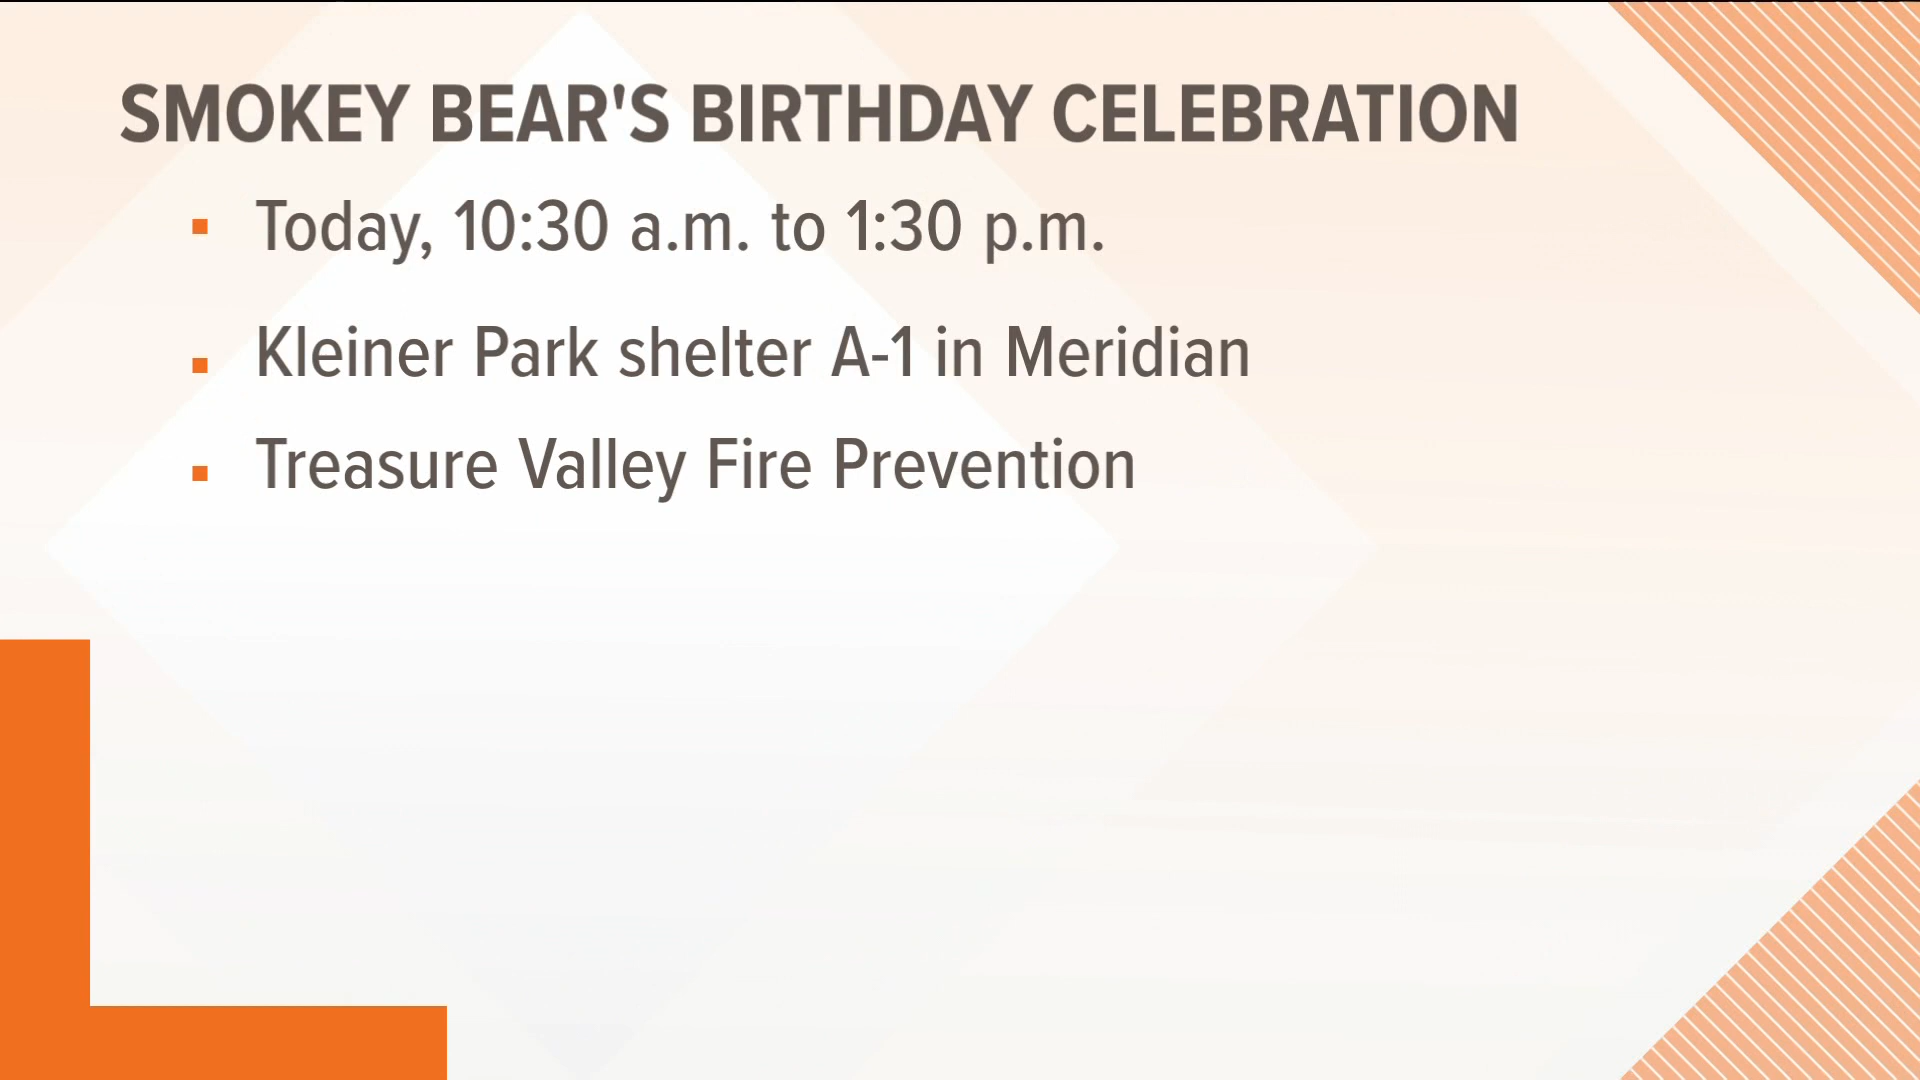 SMOKEY BEAR'S BIRTHDAY CELEBRATION
Today, 10:30 a.m. to 1:30 p.m.
Kleiner Park shelter A-1 in Meridian
Treasure Valley Fire Prevention